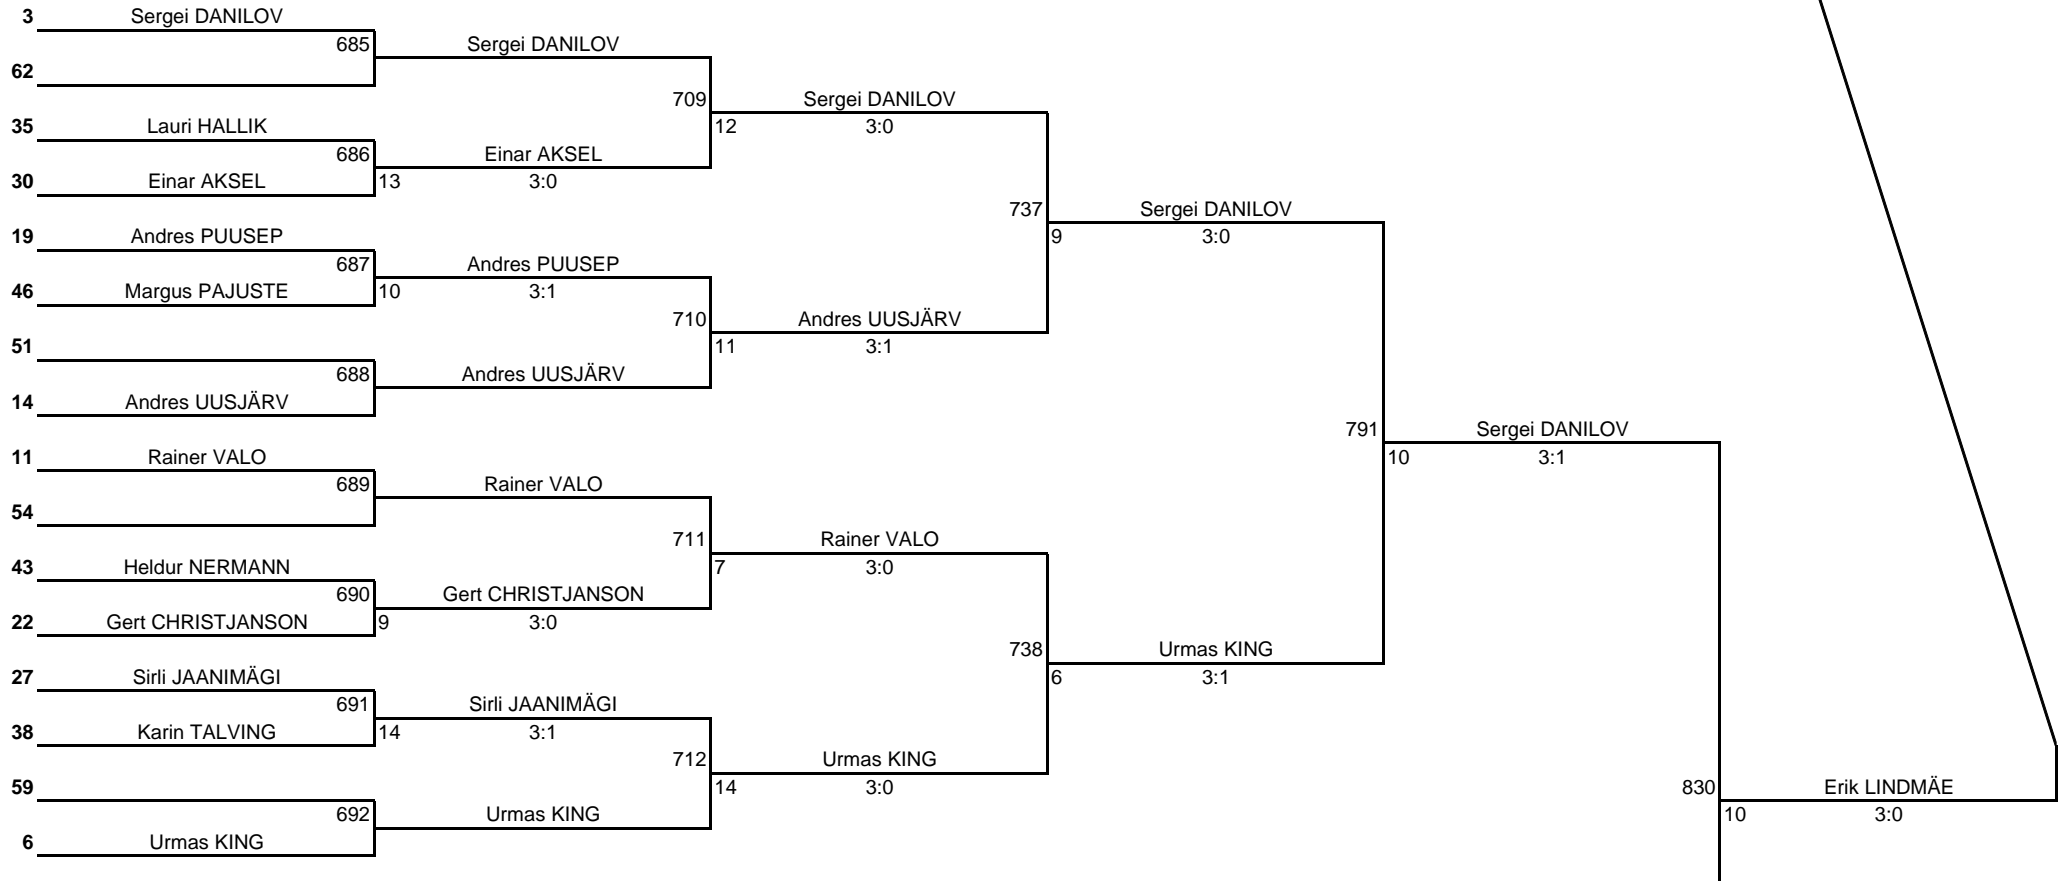 3 Sergei DANILOV
685 Sergei DANILOV
62
709 Sergei DANILOV
35 Lauri HALLIK 12 3:0
686 Einar AKSEL
30 Einar AKSEL 13 3:0
737 Sergei DANILOV
19 Andres PUUSEP 9 3:0
687 Andres PUUSEP
46 Margus PAJUSTE 10 3:1
710 Andres UUSJÄRV
51 11 3:1
688 Andres UUSJÄRV
14 Andres UUSJÄRV
791 Sergei DANILOV
11 Rainer VALO 10 3:1
689 Rainer VALO
54
711 Rainer VALO
43 Heldur NERMANN 7 3:0
690 Gert CHRISTJANSON
22 Gert CHRISTJANSON 9 3:0
738 Urmas KING
27 Sirli JAANIMÄGI 6 3:1
691 Sirli JAANIMÄGI
38 Karin TALVING 14 3:1
712 Urmas KING
59 14 3:0 830 Erik LINDMÄE
692 Urmas KING 10 3:0
6 Urmas KING